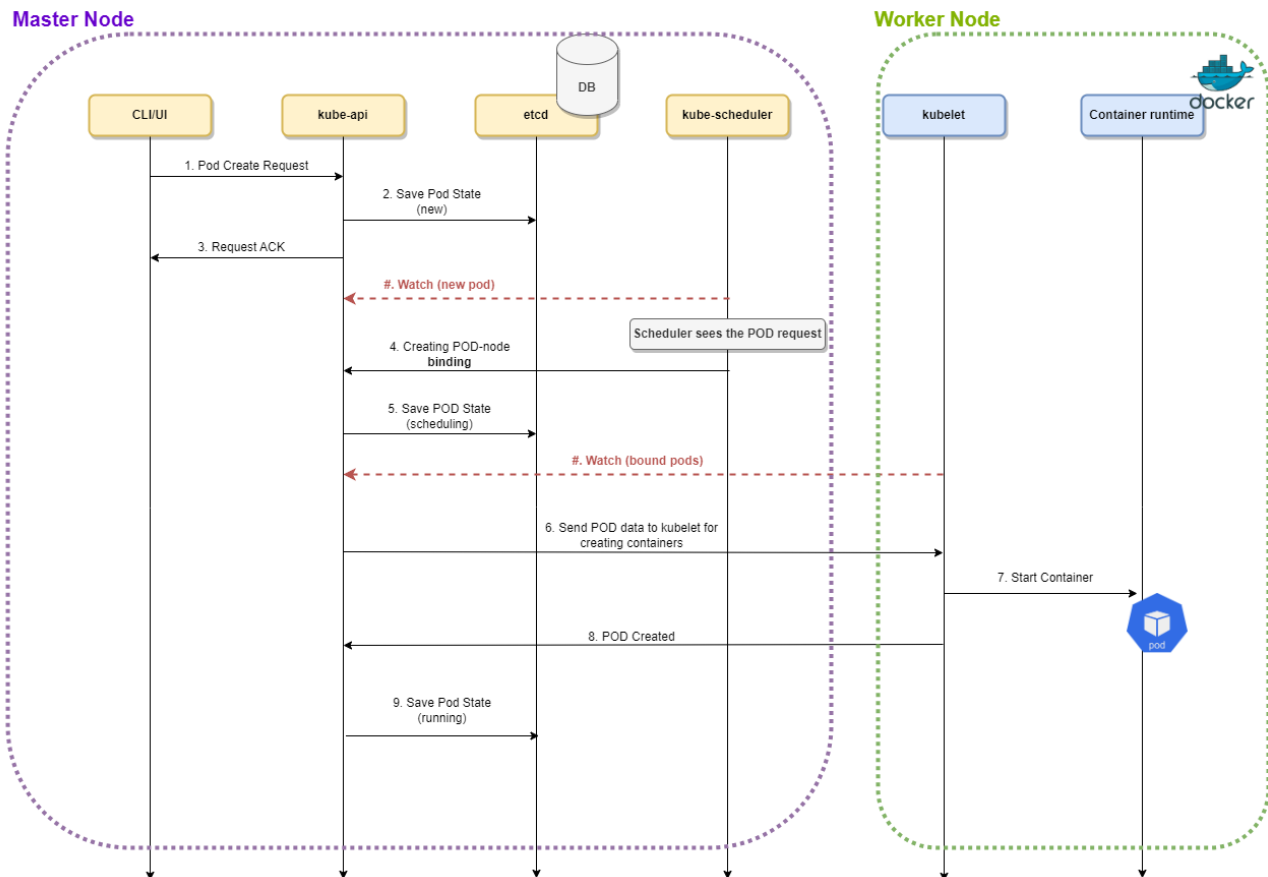 Master Node
Worker Node
DB
docker
CLI/UI
kube-api
etcd
kube-scheduler
kubelet
Container runtime
1. Pod Create Request
2. Save Pod State
(new)
3. Request ACK
#. Watch (new pod)
Scheduler sees the POD request
4. Creating POD-node
binding
5. Save POD State
(scheduling)
#. Watch (bound pods)
6. Send POD data to kubelet for
creating containers
7. Start Container
pod
8. POD Created
9. Save Pod State
(running)